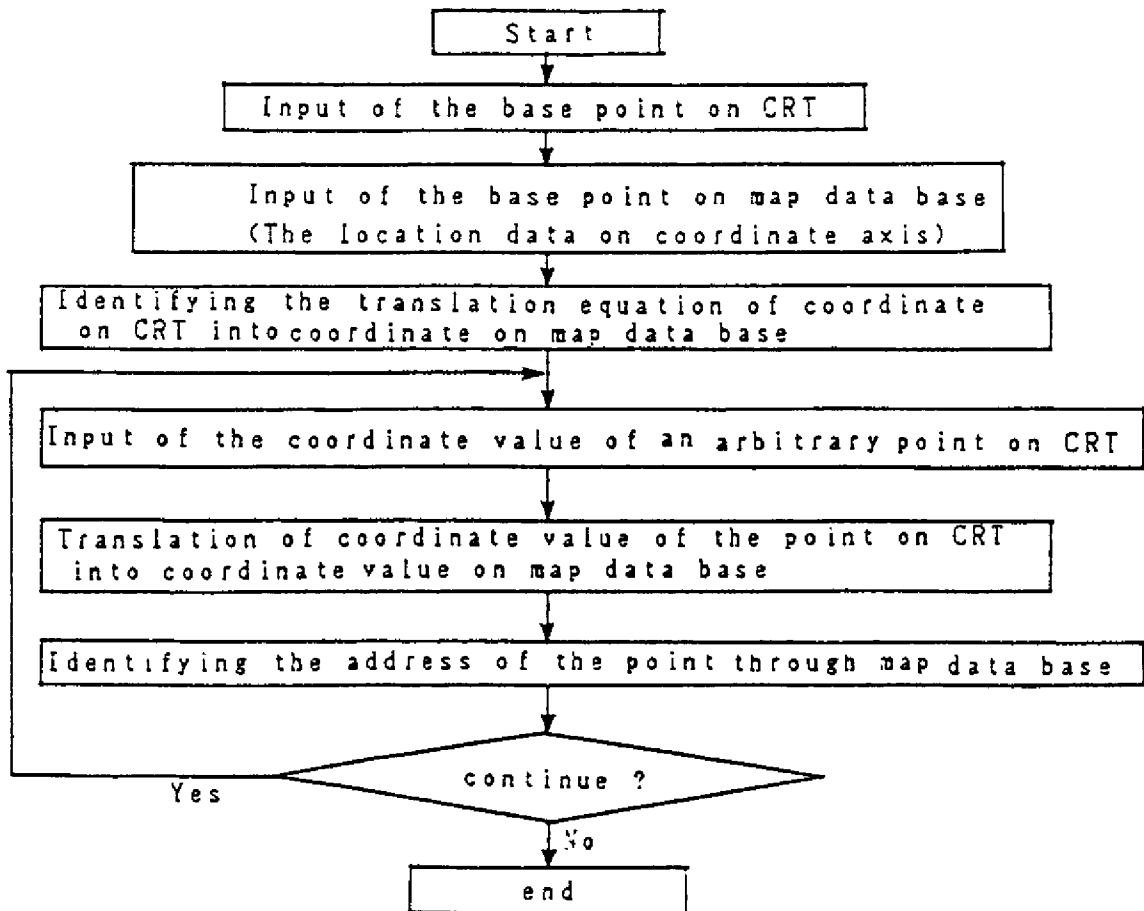 Start
Input of the base point on CRT
Input of the base point on map data base
(The location data on coordinate axis)
Identifying the translation equation of coordinate
on CRT into coordinate on map data base
Input of the coordinate value of an arbitrary point on CRT
Translation of coordinate value of the point on CRT
into coordinate value on map data base
Identifying the address of the point through map data base
continue ?
Yes
No
end